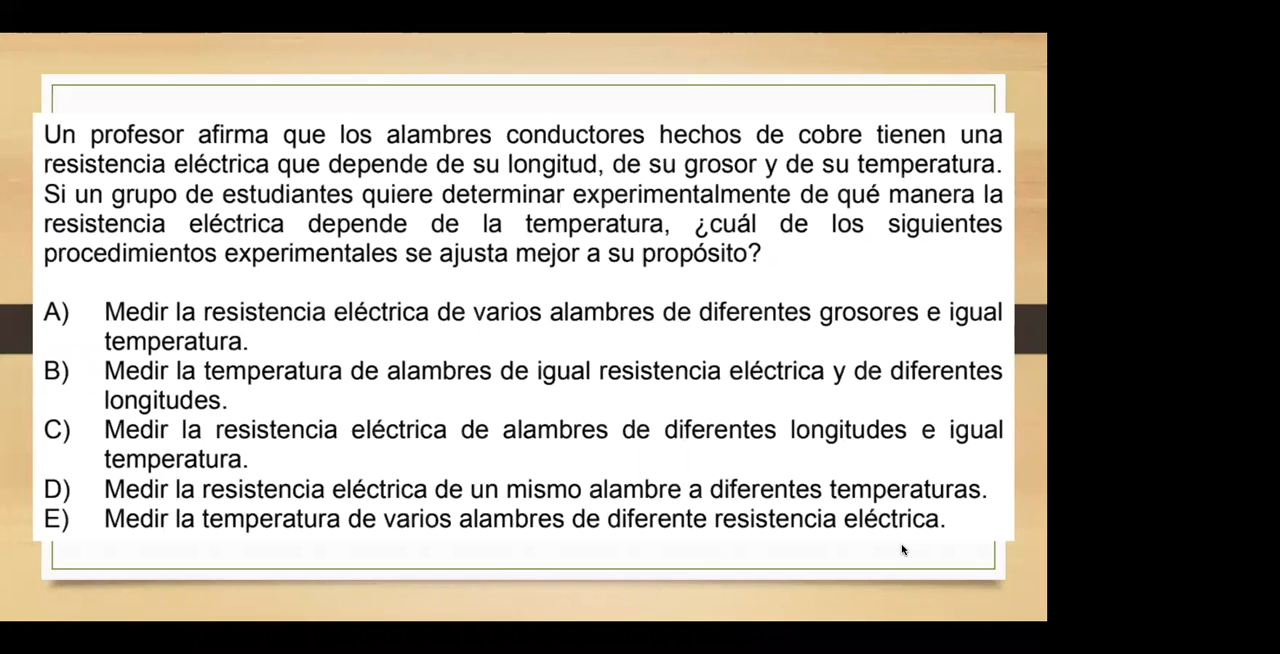 Un profesor afirma que los alambres conductores hechos de cobre tienen una
resistencia eléctrica que depende de su longitud, de su grosor y de su temperatura.
Si un grupo de estudiantes quiere determinar experimentalmente de qué manera la
resistencia eléctrica depende de la temperatura, ¿cuál de los siguientes
procedimientos experimentales se ajusta mejor a su propósito?
A) Medir la resistencia eléctrica de varios alambres de diferentes grosores e igual
temperatura.
B) Medir la temperatura de alambres de igual resistencia eléctrica y de diferentes
longitudes.
C) Medir la resistencia eléctrica de alambres de diferentes longitudes e igual
temperatura.
D) Medir la resistencia eléctrica de un mismo alambre a diferentes temperaturas.
E) Medir la temperatura de varios alambres de diferente resistencia eléctrica.